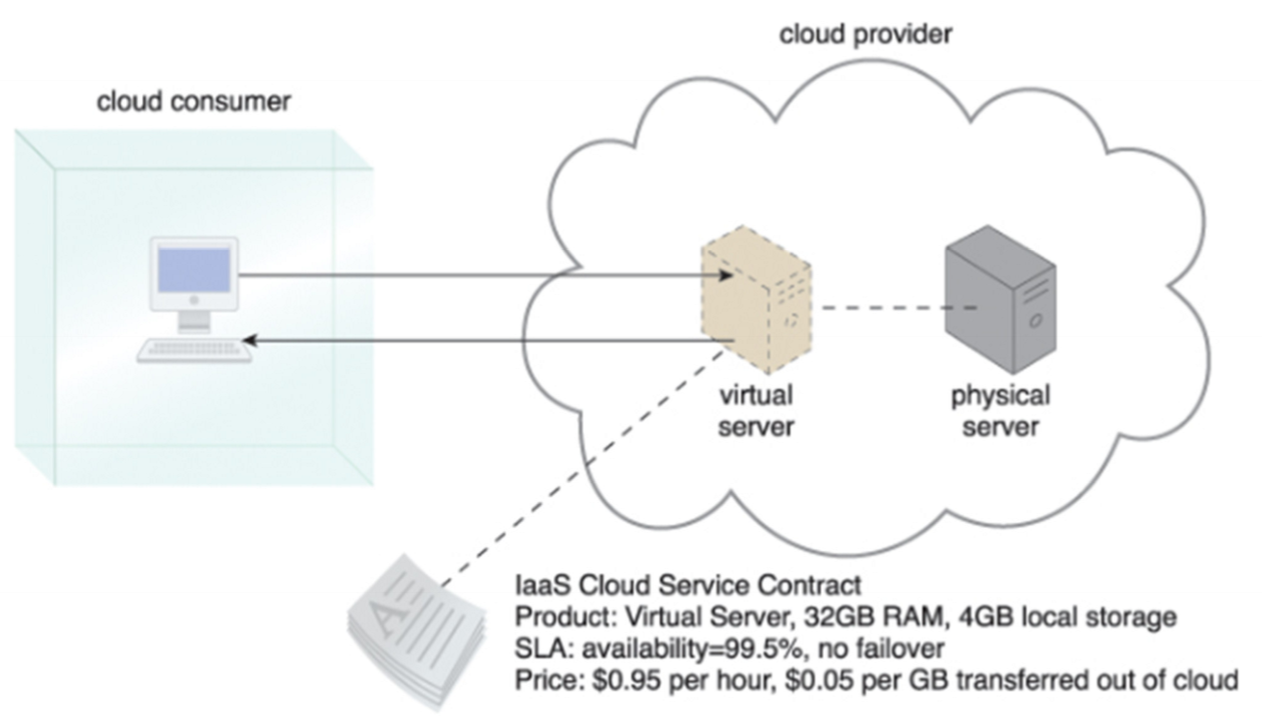 cloud provider
cloud consumer
virtual
server
physical
server
A
IaaS Cloud Service Contract
Product: Virtual Server, 32GB RAM, 4GB local storage
SLA: availability=99.5%, no failover
Price: $0.95 per hour, $0.05 per GB transferred out of cloud